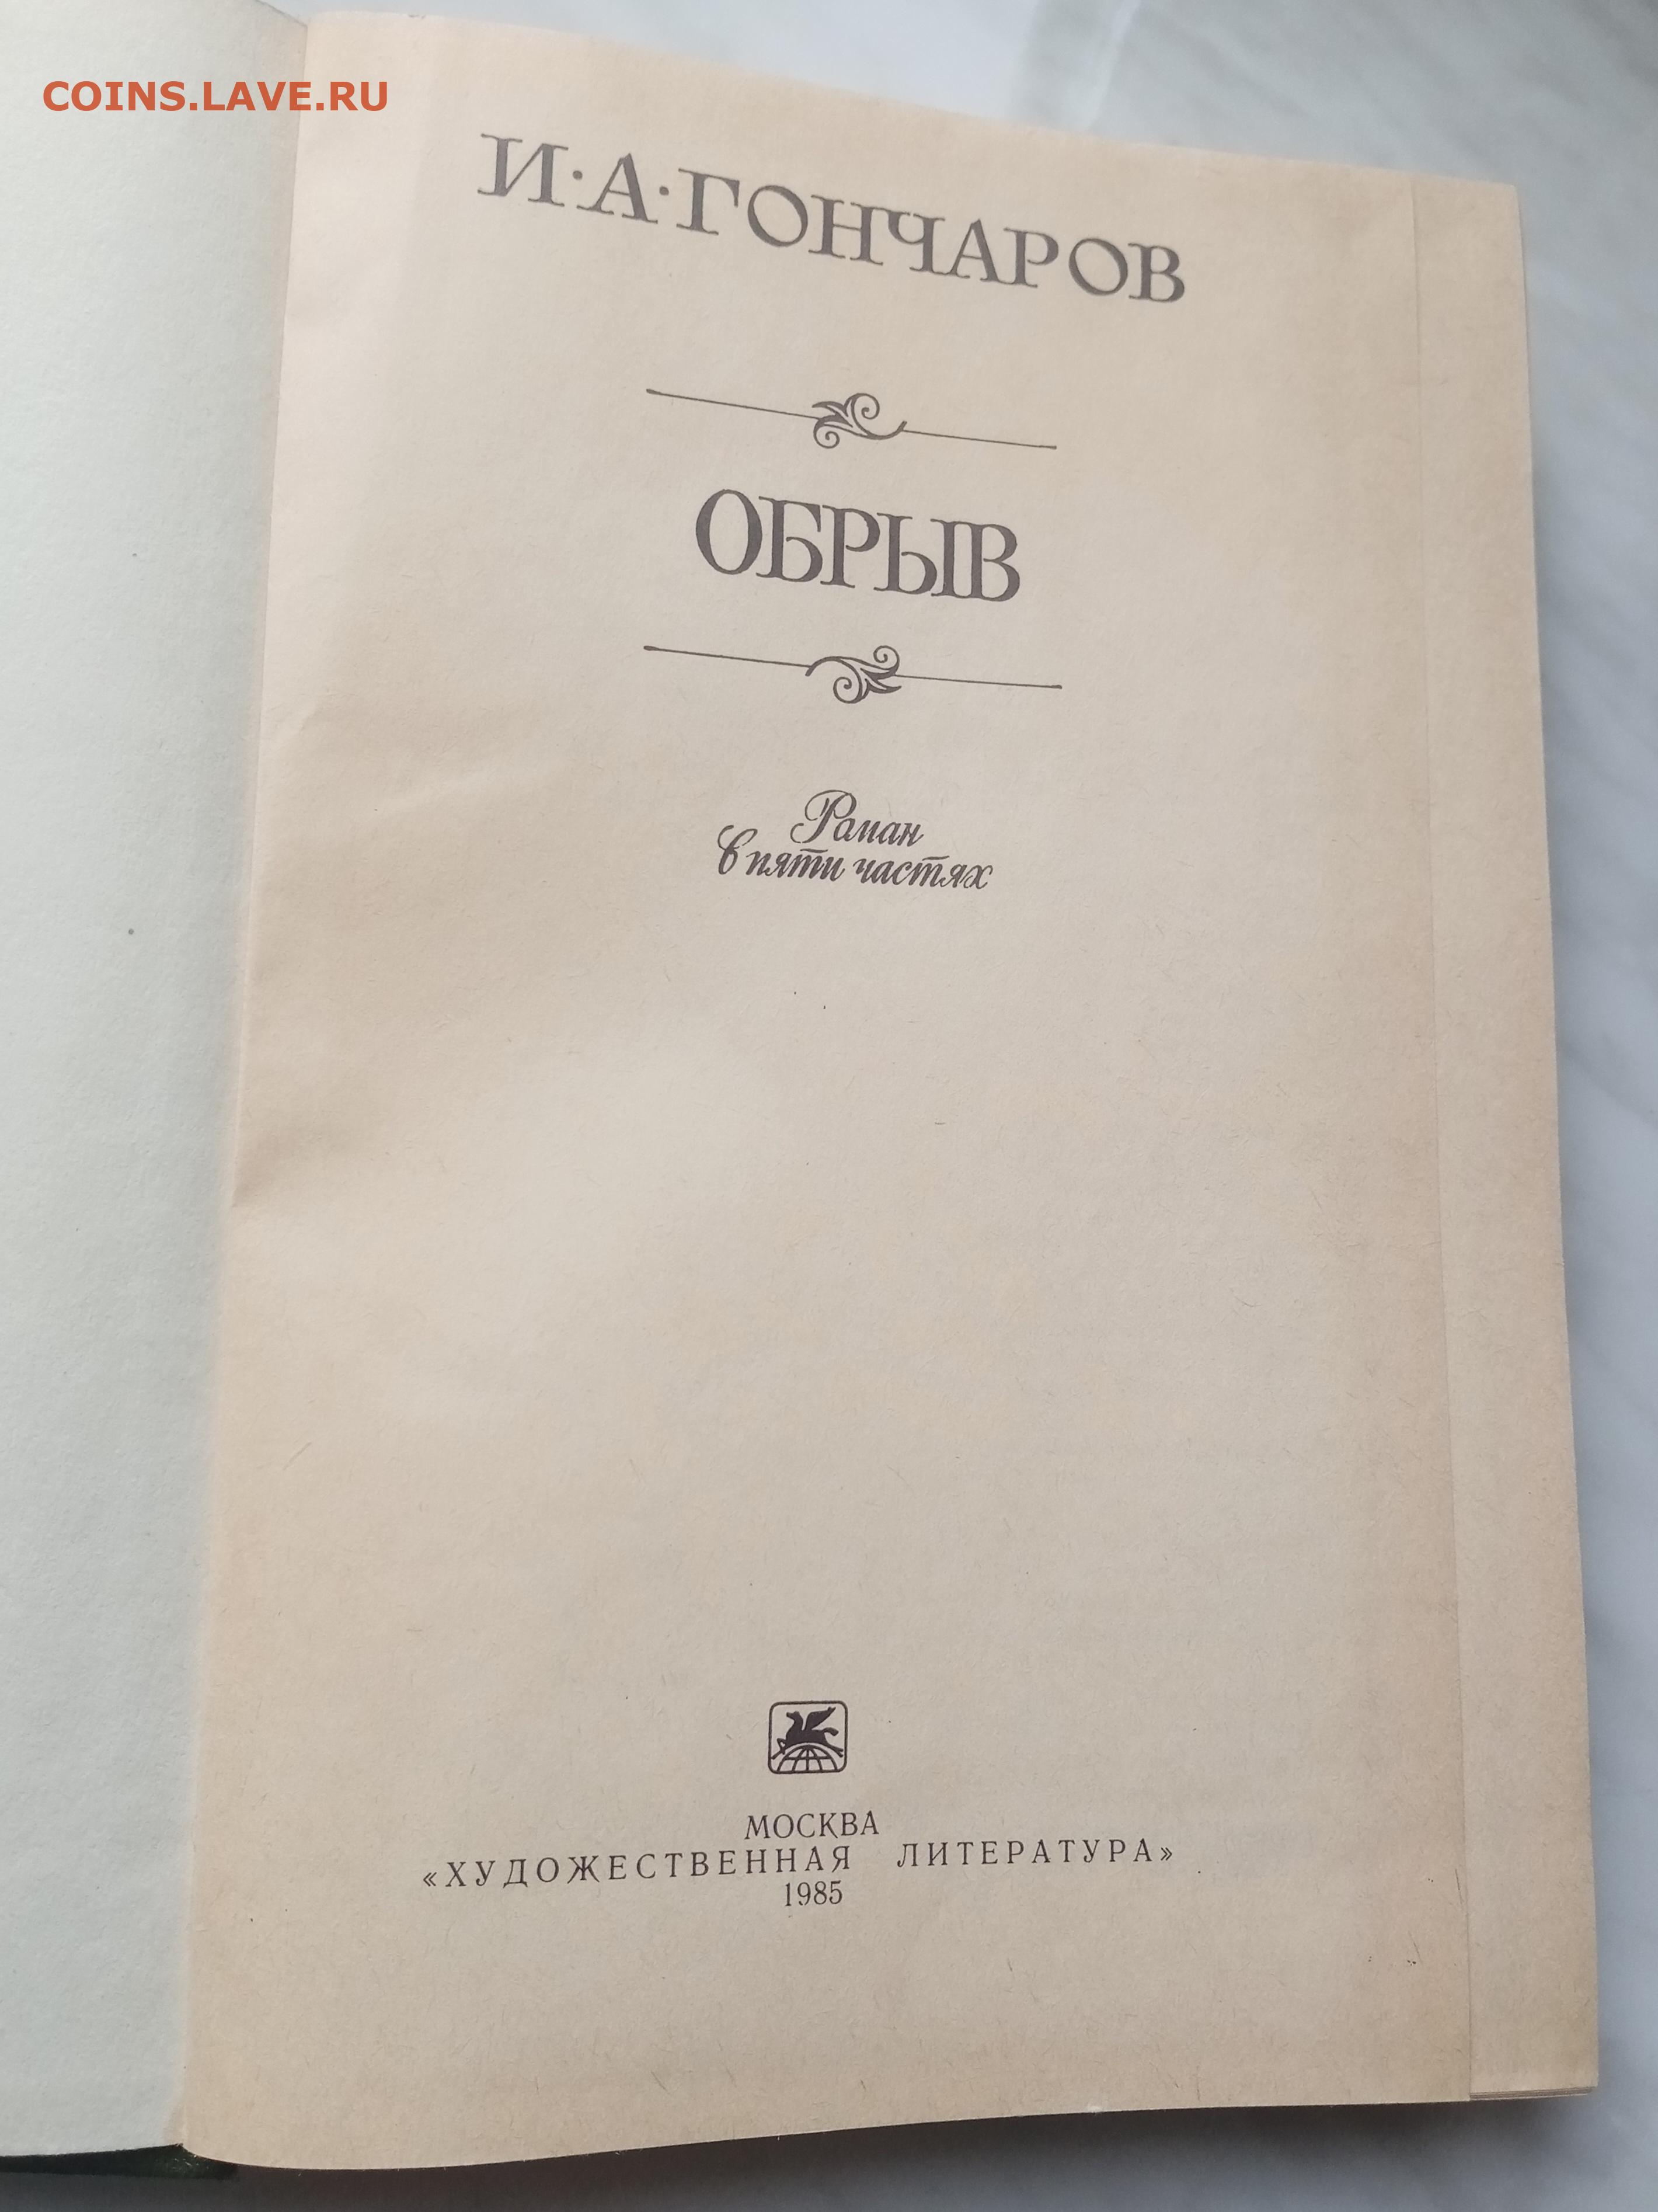 COINS.LAVE.RU
И·А·ГОНЧАРОВ
ОБРЫВ
Роман
в пяти частях
МОСКВА
«ХУДОЖЕСТВЕННАЯ ЛИТЕРАТУРА»
1985